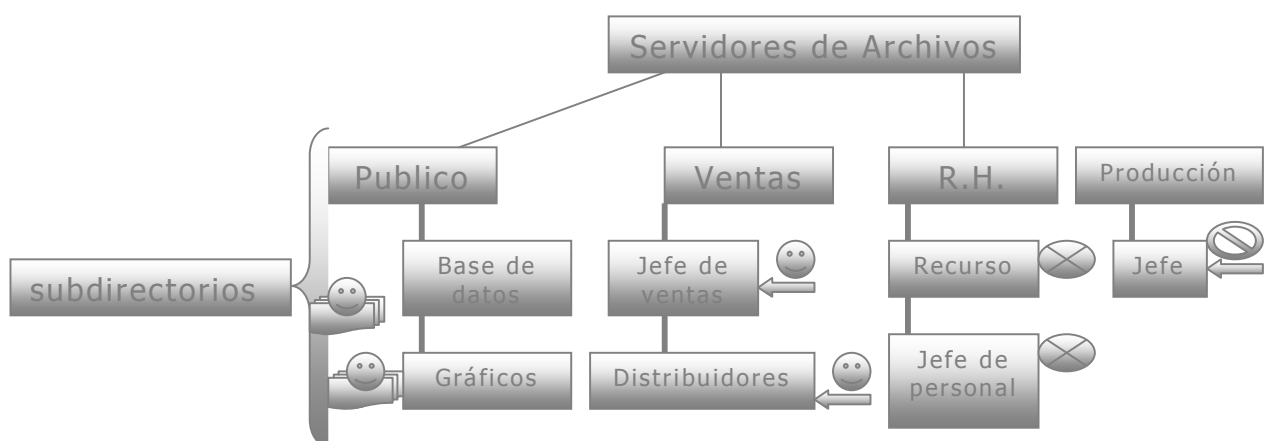 Servidores de Archivos
Publico
Ventas
R.H.
Producción
subdirectorios
Base de
datos
Jefe de
ventas
Recurso
Jefe
Gráficos
Distribuidores
Jefe de
personal